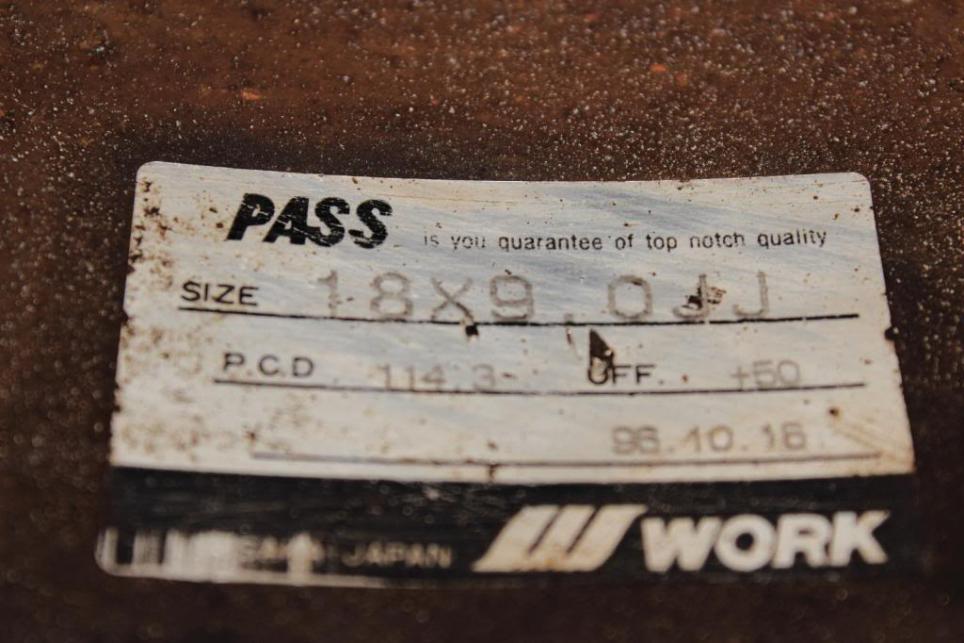 PASS is you quarantee of top notch quality
SIZE 18X9.0JJ
P.C.D 114.3 OFF. +50
96.10.16
JAPAN WORK